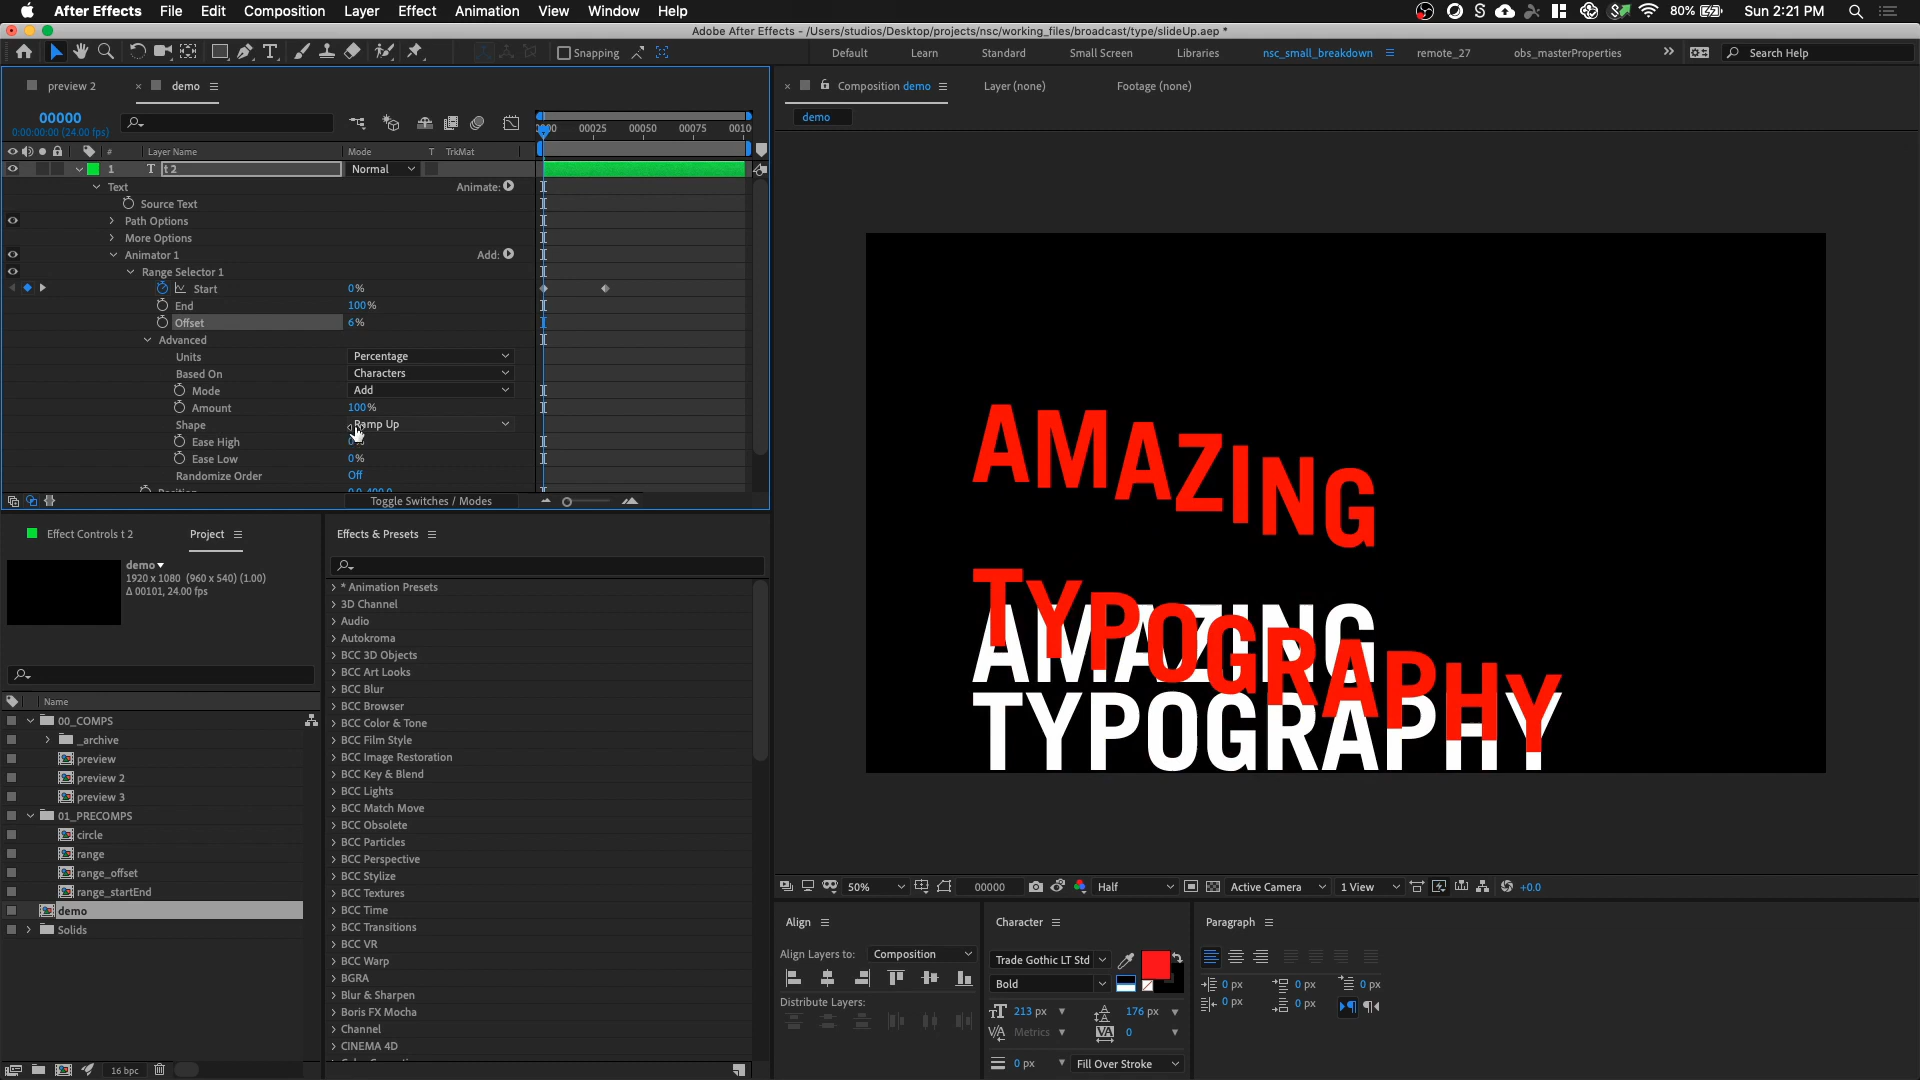 After Effects File Edit Composition Layer Effect Animation View Window Help 80% Sun 2:21 PM
Adobe After Effects - /Users/studios/Desktop/projects/nsc/working_files/broadcast/type/slideUp.aep *
Snapping Default Learn Standard Small Screen Libraries nsc_small_breakdown remote_27 obs_masterProperties Search Help
preview 2 demo
00000
0:00:00:00 (24.00 fps)
00025 00050 00075 0010
# Layer Name Mode T TrkMat
1 T t 2 Normal
Text Animate:
Source Text
Path Options
More Options
Animator 1 Add:
Range Selector 1
Start 0%
End 100%
Offset 6%
Advanced
Units Percentage
Based On Characters
Mode Add
Amount 100%
Shape Ramp Up
Ease High
Ease Low 0%
Randomize Order Off
Toggle Switches / Modes
Composition demo Layer (none) Footage (none)
demo
AMAZING
TYPOGRAPHY
AMAZING
TYPOGRAPHY
50% 00000 Half Active Camera 1 View +0.0
Effect Controls t 2 Project
demo
1920 x 1080 (960 x 540) (1.00)
Δ 00101, 24.00 fps
Name
00_COMPS
_archive
preview
preview 2
preview 3
01_PRECOMPS
circle
range
range_offset
range_startEnd
demo
Solids
16 bpc
Effects & Presets
* Animation Presets
3D Channel
Audio
Autokroma
BCC 3D Objects
BCC Art Looks
BCC Blur
BCC Browser
BCC Color & Tone
BCC Film Style
BCC Image Restoration
BCC Key & Blend
BCC Lights
BCC Match Move
BCC Obsolete
BCC Particles
BCC Perspective
BCC Stylize
BCC Textures
BCC Time
BCC Transitions
BCC VR
BCC Warp
BGRA
Blur & Sharpen
Boris FX Mocha
Channel
CINEMA 4D
Align
Align Layers to: Composition
Distribute Layers:
Character
Trade Gothic LT Std
Bold
213 px 176 px
Metrics 0
0 px Fill Over Stroke
Paragraph
0 px 0 px 0 px
0 px 0 px